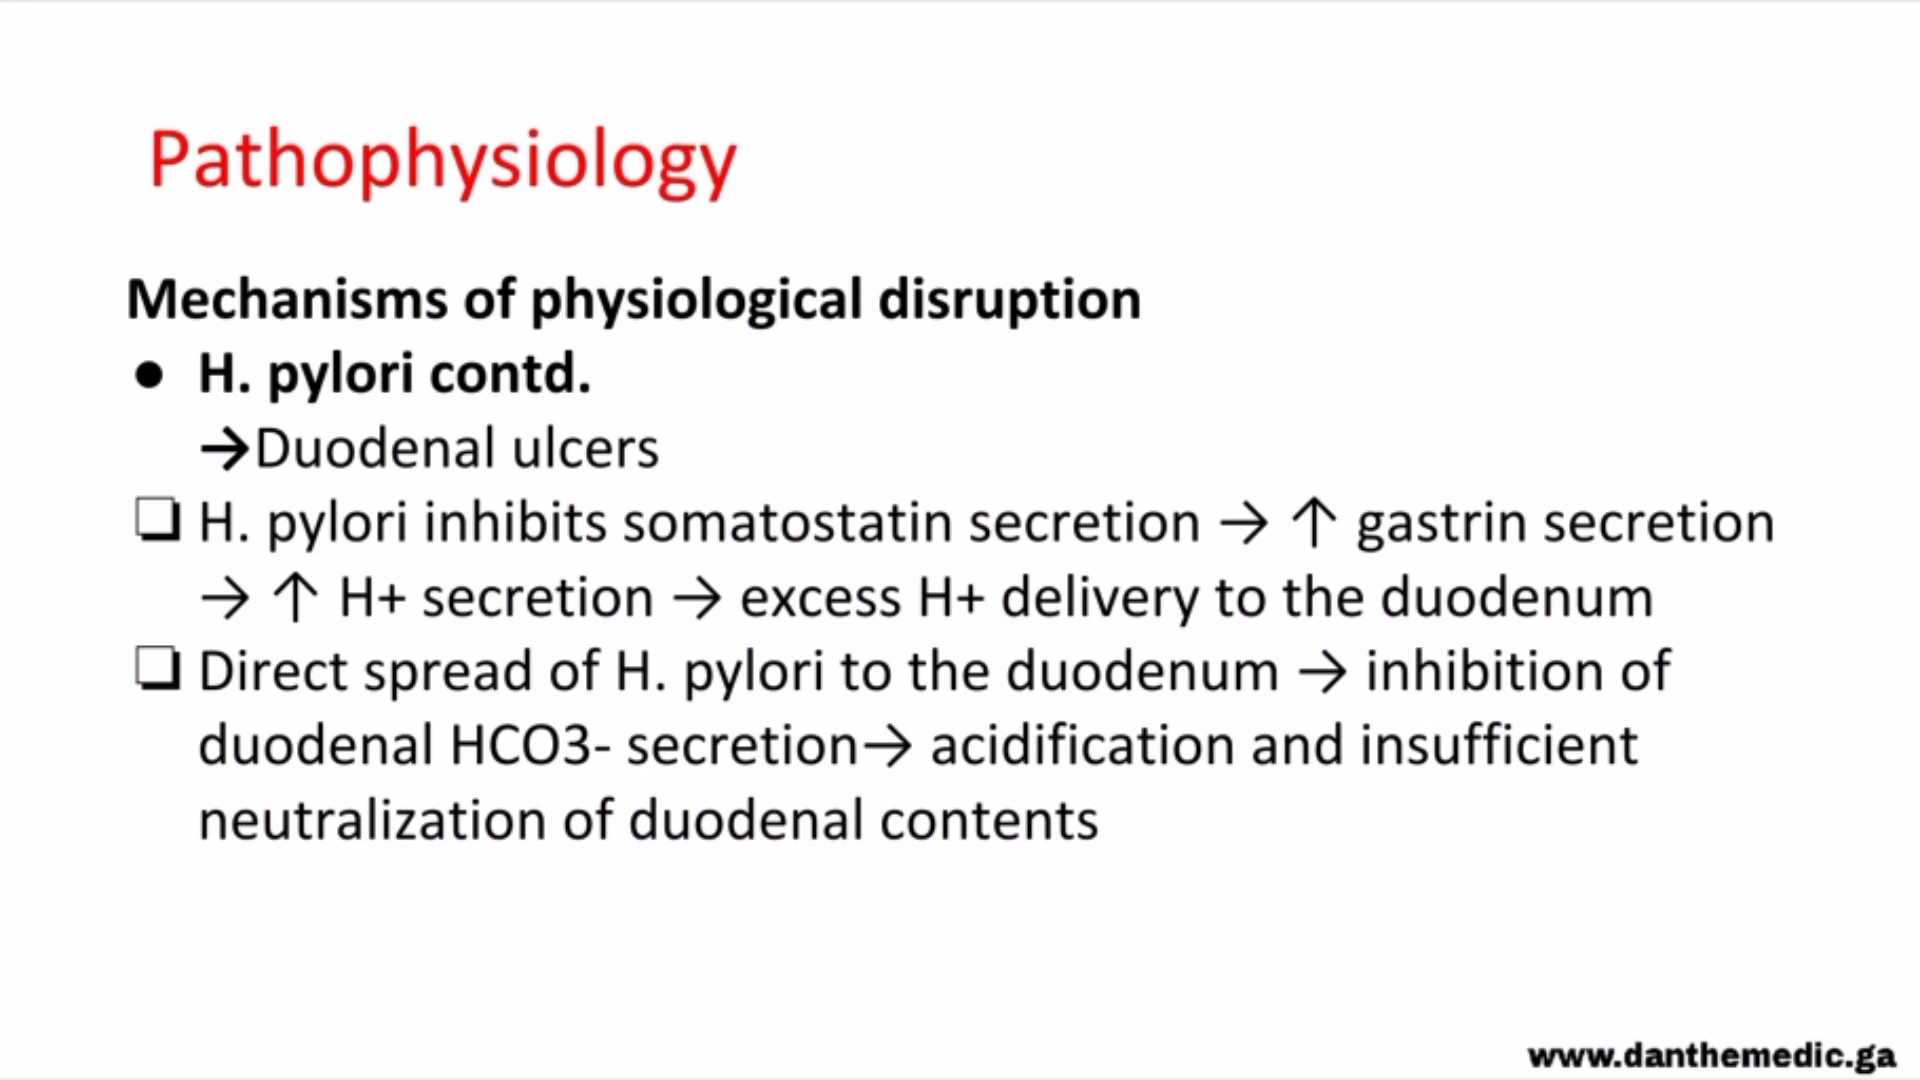 Pathophysiology
Mechanisms of physiological disruption
● H. pylori contd.
→Duodenal ulcers
❏ H. pylori inhibits somatostatin secretion → ↑ gastrin secretion
→ ↑ H+ secretion → excess H+ delivery to the duodenum
❏ Direct spread of H. pylori to the duodenum → inhibition of
duodenal HCO3- secretion→ acidification and insufficient
neutralization of duodenal contents
www.danthemedic.ga